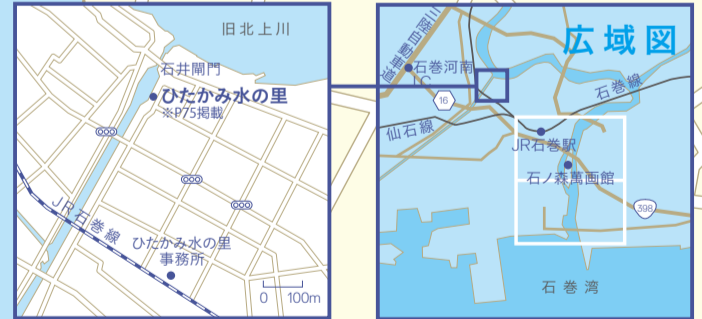 旧北上川
石井閘門
ひたかみ水の里
※P75掲載
JR石巻線
ひたかみ水の里
事務所
0 100m
広域図
三陸自動車道
石巻河南
I.C
16
石巻線
仙石線
JR石巻駅
石ノ森萬画館
398
石巻湾